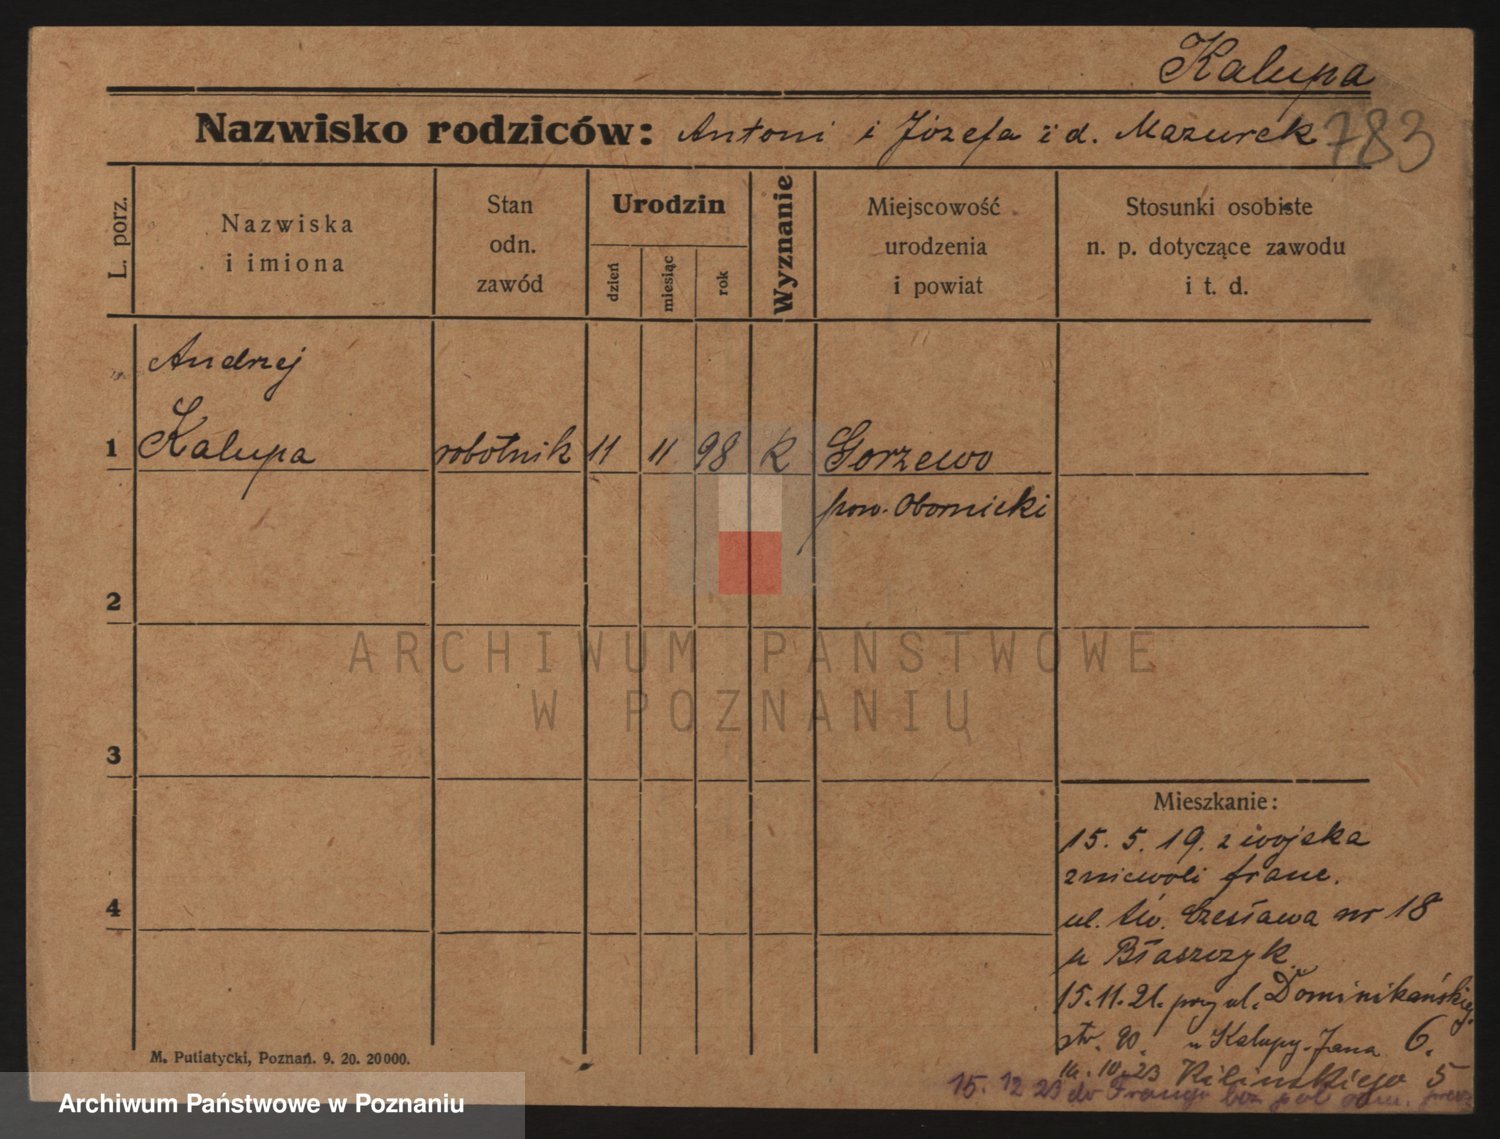 Kalupa
Nazwisko rodziców: Antoni i Józefa z d. Mazurek 783
L. porz.
Nazwiska
i imiona
Stan
odn.
zawód
Urodzin
dzień
miesiąc
rok
Wyznanie
Miejscowość
urodzenia
i powiat
Stosunki osobiste
n. p. dotyczące zawodu
i t. d.
Andrzej
1 Kalupa robotnik 11 11 98 k Gorzewo
pow. Obornicki
2
3
4
ARCHIWUM PAŃSTWOWE
W POZNANIU
Mieszkanie:
15. 5. 19. z wojska
z niewoli franc.
ul. Św. Czesława nr 18
u Błaszczyk
15.11.21. przy ul. Dominikańskiej
str. 20. u Kalupy Jana 6.
10.23 Kilińskiego 5
15. 12 23 do Francji bez pol.
M. Putiatycki, Poznań. 9. 20. 20000.
Archiwum Państwowe w Poznaniu